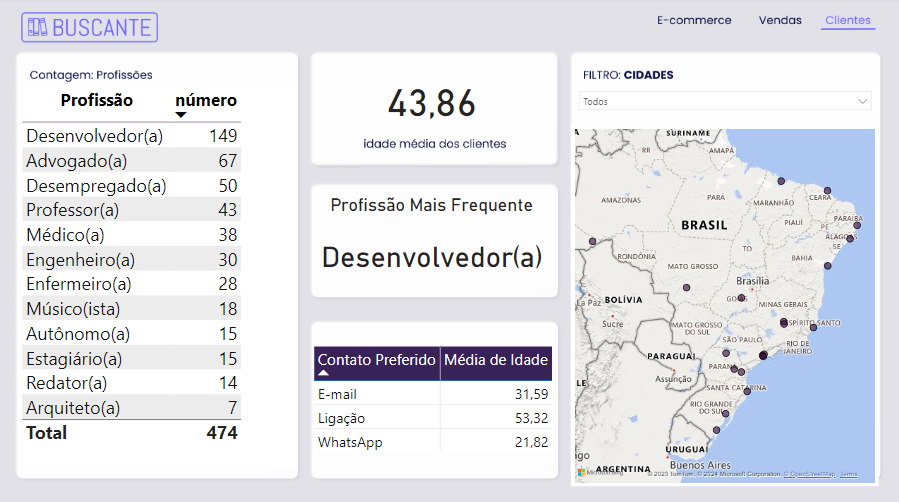 BUSCANTE
E-commerce
Vendas
Clientes
Contagem: Profissões
Profissão número
Desenvolvedor(a) 149
Advogado(a) 67
Desempregado(a) 50
Professor(a) 43
Médico(a) 38
Engenheiro(a) 30
Enfermeiro(a) 28
Músico(ista) 18
Autônomo(a) 15
Estagiário(a) 15
Redator(a) 14
Arquiteto(a) 7
Total 474
43,86
idade média dos clientes
Profissão Mais Frequente
Desenvolvedor(a)
Contato Preferido Média de Idade
E-mail 31,59
Ligação 53,32
WhatsApp 21,82
FILTRO: CIDADES
Todos
SURINAME
RR
AMAPÁ
AMAZONAS
PARÁ
MARANHÃO
CEARÁ
PARAÍBA
PIAUÍ
BRASIL
ALAGOAS
SE
TO
RONDÔNIA
BAHIA
MATO GROSSO
Brasília
BOLÍVIA
La Paz
MINAS GERAIS
Sucre
ESPÍRITO SANTO
MATO GROSSO
DO SUL
SÃO PAULO
RIO DE
JANEIRO
PARAGUAI
PARANÁ
Assunção
SANTA CATARINA
RIO GRANDE
DO SUL
URUGUAI
Buenos Aires
ARGENTINA
Microsoft Bing
© 2023 TomTom, © 2024 Microsoft Corporation, © OpenStreetMap Terms